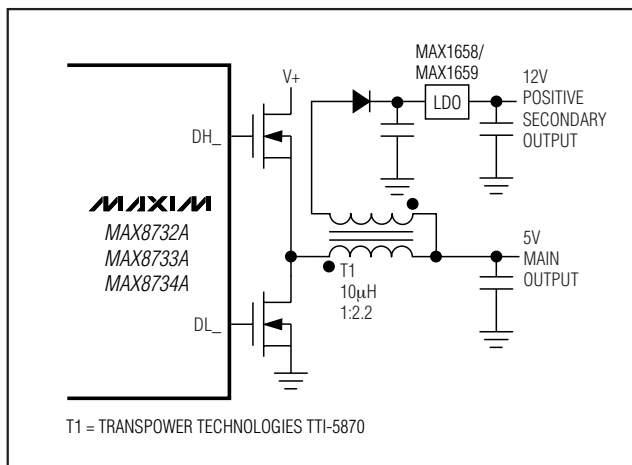 V+
MAX1658/
MAX1659
LDO
12V
POSITIVE
SECONDARY
OUTPUT
DH_
MAXIM
MAX8732A
MAX8733A
MAX8734A
T1
10μH
1:2.2
5V
MAIN
OUTPUT
DL_
T1 = TRANSPOWER TECHNOLOGIES TTI-5870